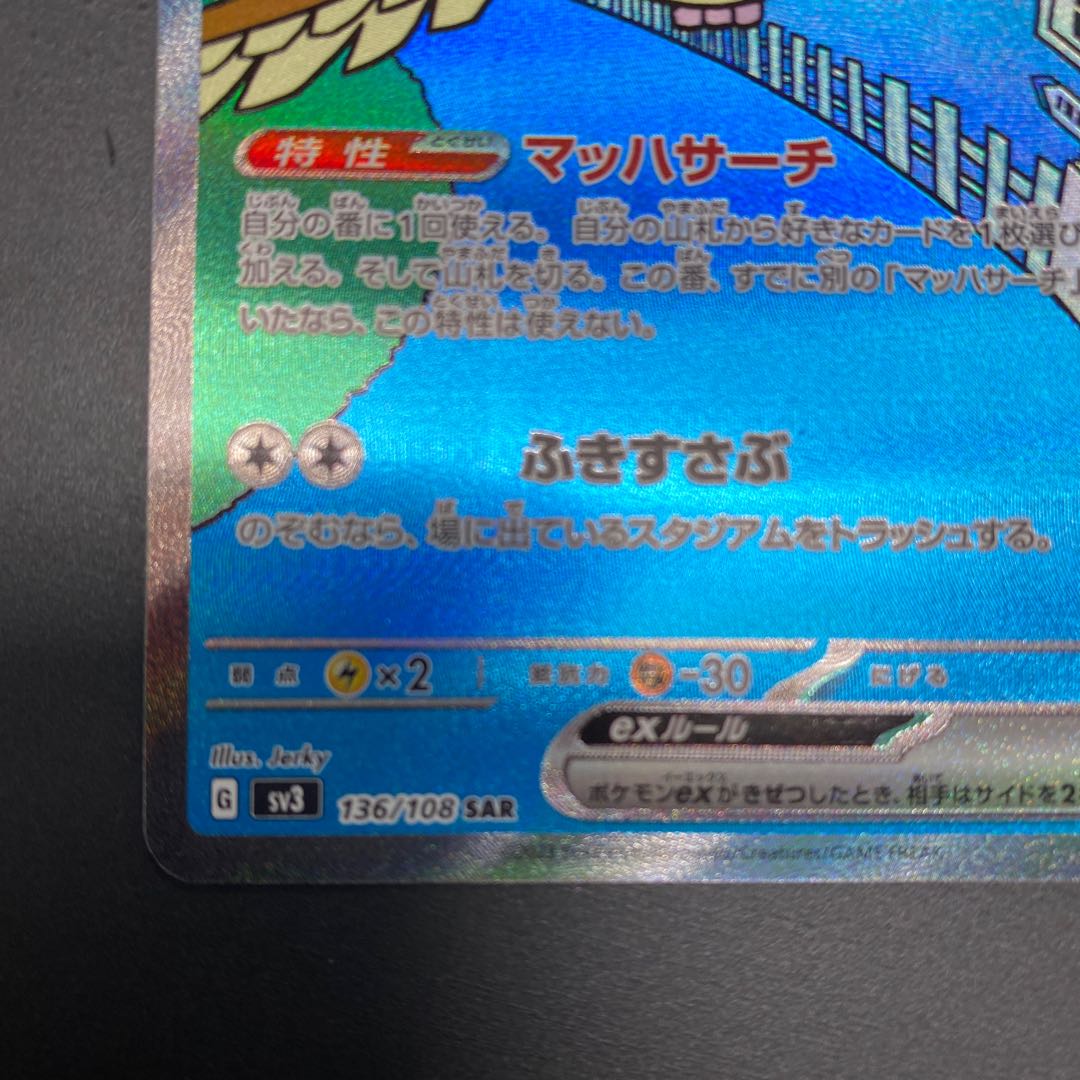 特性 とくせい マッハサーチ
自分の番に1回使える。自分の山札から好きなカードを1枚選び
加える。そして山札を切る。この番、すでに別の「マッハサーチ」
いたなら、この特性は使えない。
ふきすさぶ
のぞむなら、場に出ているスタジアムをトラッシュする。
弱点 ×2 抵抗力 -30 にげる
exルール
ポケモンexがきぜつしたとき、相手はサイドを2
Illus. Jerky
G SV3 136/108 SAR
/Creatures/GAME FREAK